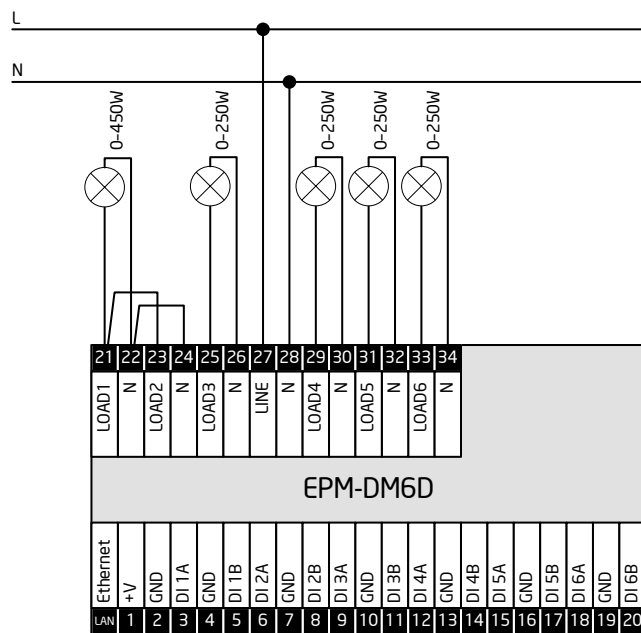 L
N
0-450W
0-250W
0-250W
0-250W
0-250W
21 22 23 24 25 26 27 28 29 30 31 32 33 34
LOAD1 N LOAD2 N LOAD3 N LINE N LOAD4 N LOAD5 N LOAD6 N
EPM-DM6D
Ethernet +V GND DI 1A GND DI 1B DI 2A GND DI 2B DI 3A GND DI 3B DI 4A GND DI 4B DI 5A GND DI 5B DI 6A GND DI 6B
LAN 1 2 3 4 5 6 7 8 9 10 11 12 13 14 15 16 17 18 19 20